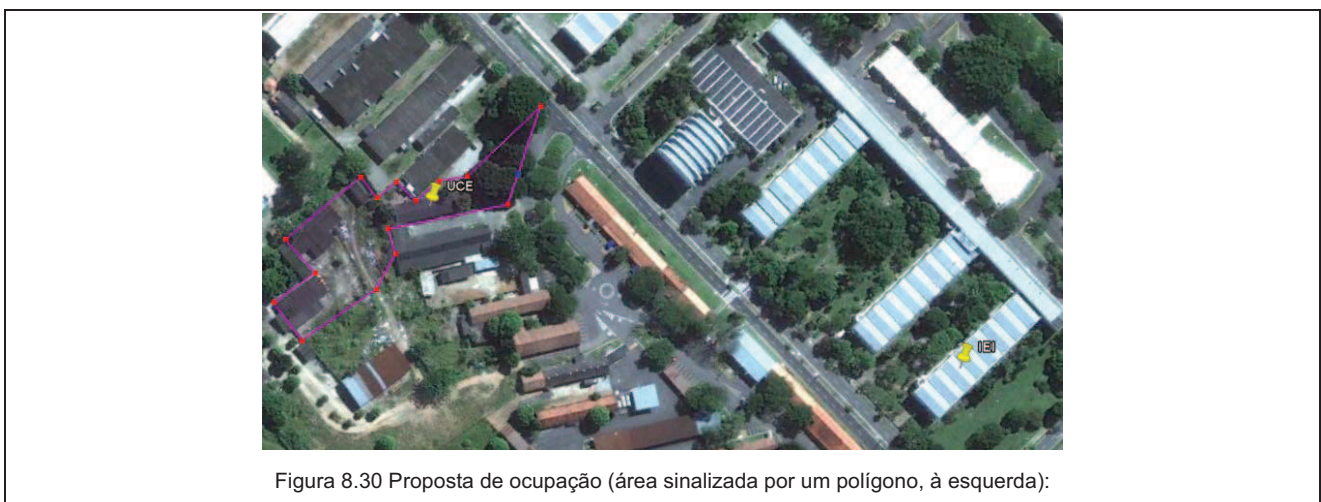 UCE
IEI
Figura 8.30 Proposta de ocupação (área sinalizada por um polígono, à esquerda):